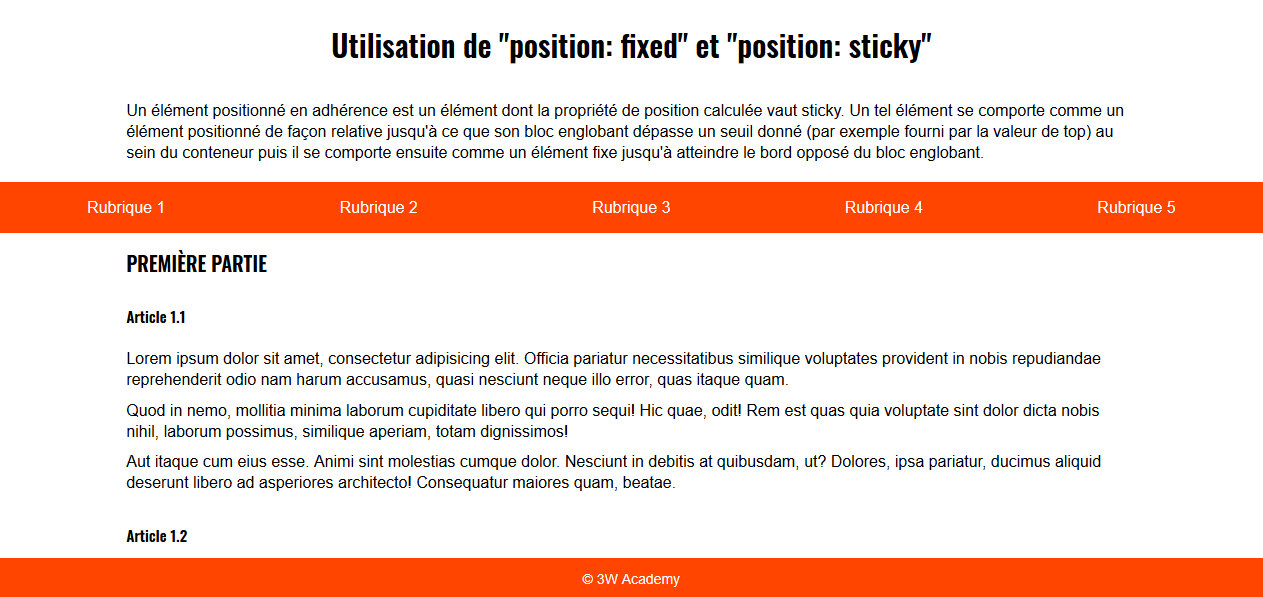 Utilisation de "position: fixed" et "position: sticky"
Un élément positionné en adhérence est un élément dont la propriété de position calculée vaut sticky. Un tel élément se comporte comme un
élément positionné de façon relative jusqu'à ce que son bloc englobant dépasse un seuil donné (par exemple fourni par la valeur de top) au
sein du conteneur puis il se comporte ensuite comme un élément fixe jusqu'à atteindre le bord opposé du bloc englobant.
Rubrique 1 Rubrique 2 Rubrique 3 Rubrique 4 Rubrique 5
PREMIÈRE PARTIE
Article 1.1
Lorem ipsum dolor sit amet, consectetur adipisicing elit. Officia pariatur necessitatibus similique voluptates provident in nobis repudiandae
reprehenderit odio nam harum accusamus, quasi nesciunt neque illo error, quas itaque quam.
Quod in nemo, mollitia minima laborum cupiditate libero qui porro sequi! Hic quae, odit! Rem est quas quia voluptate sint dolor dicta nobis
nihil, laborum possimus, similique aperiam, totam dignissimos!
Aut itaque cum eius esse. Animi sint molestias cumque dolor. Nesciunt in debitis at quibusdam, ut? Dolores, ipsa pariatur, ducimus aliquid
deserunt libero ad asperiores architecto! Consequatur maiores quam, beatae.
Article 1.2
© 3W Academy